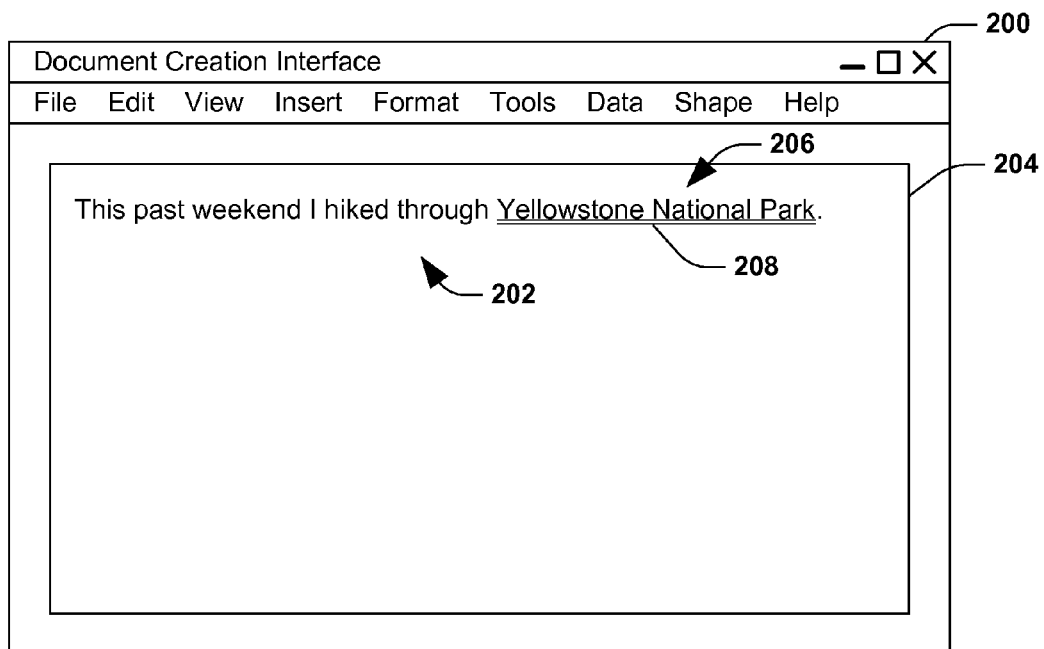 200
Document Creation Interface
File Edit View Insert Format Tools Data Shape Help
206
204
This past weekend I hiked through Yellowstone National Park.
208
202